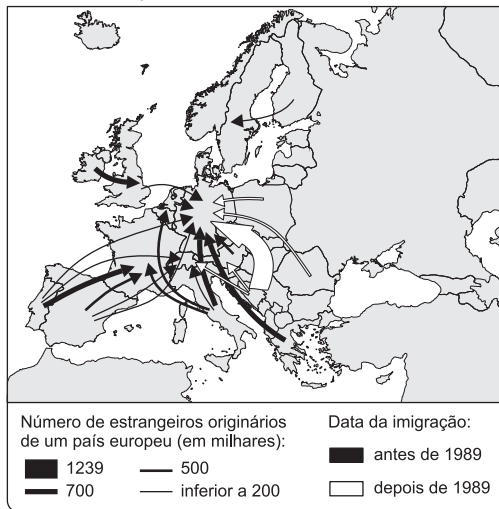 Número de estrangeiros originários
de um país europeu (em milhares):
1239
700
500
inferior a 200
Data da imigração:
antes de 1989
depois de 1989